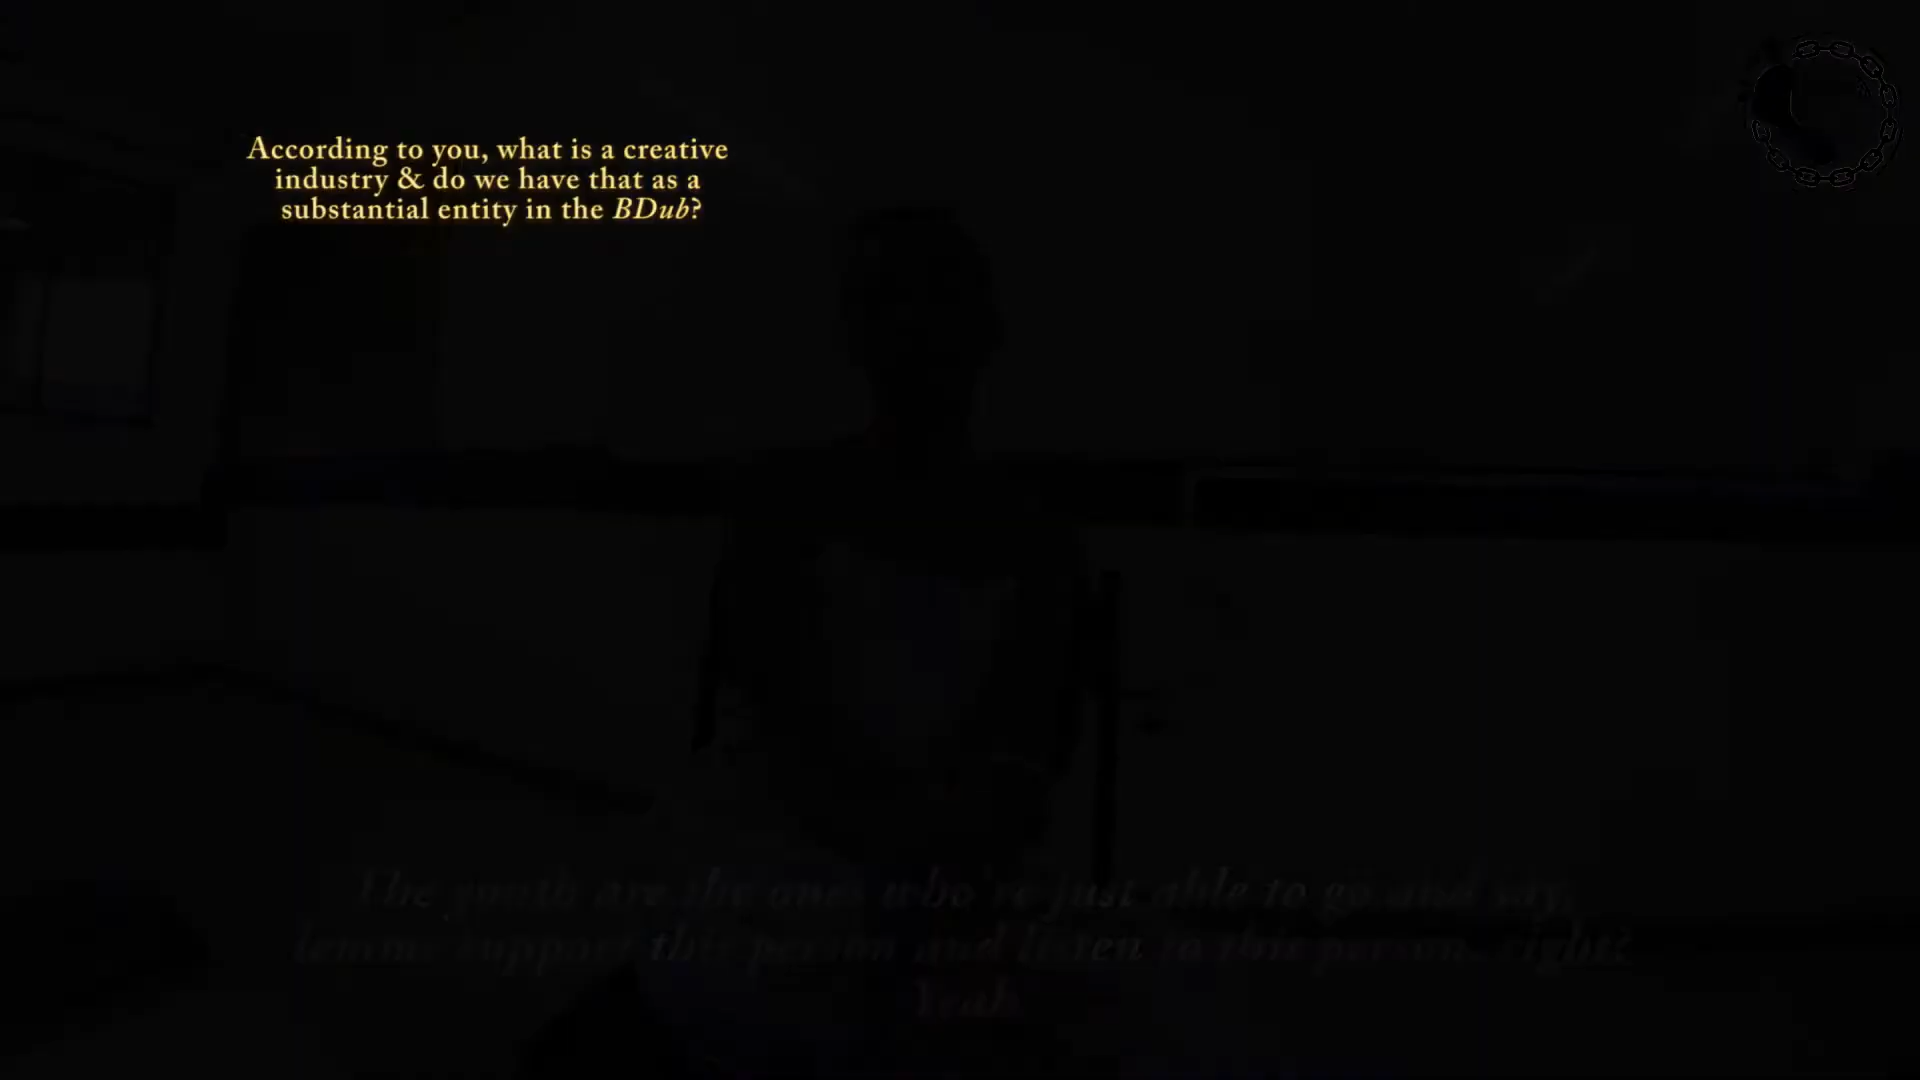 According to you, what is a creative
industry & do we have that as a
substantial entity in the BDub?
The youth are the ones who're just able to go and say,
lemme support this person and listen to this person, right?
Yeah.